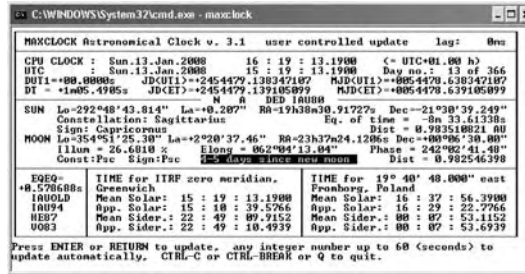 C:\WINDOWS\System32\cmd.exe - maxclock
MAXCLOCK Astronomical Clock v. 3.1 user controlled update lag: 0ms
CPU CLOCK : Sun.13.Jan.2008 16 : 19 : 13.1900 (= UTC+01.00 h)
UTC : Sun.13.Jan.2008 15 : 19 : 13.1900 Day no.: 13 of 366
DUT1=+00.0000s JD(UT1)=+2454479.138347107 MJD(UT1)=+0054478.638347107
DT = +1m05.4905s JD(ET)=+2454479.139105099 MJD(ET)=+0054478.639105099
N A DED IAU80
SUN Lo=292°48'43.814" La=+0.207" RA=19h38m30.91727s Dec=-21°30'39.249"
Constellation: Sagittarius Eq. of time = -8m 33.61338s
Sign: Capricornus Dist = 0.983510821 AU
MOON Lo=354°51'25.30" La=+2°20'37.46" RA=23h37m24.1206s Dec=+00°06'30.00"
Illum = 26.6810 % Elong = 062°04'13.04" Phase = 242°02'41.48"
Const:Psc Sign:Psc 4-5 days since new moon Dist = 0.982546398
EQEQ=
+0.578688s
IAUOLD
IAU94
HE87
VO83
TIME for ITRF zero meridian,
Greenwich
Mean Solar: 15 : 19 : 13.1900
App. Solar: 15 : 10 : 39.5766
Mean Sider.: 22 : 49 : 09.9152
App. Sider.: 22 : 49 : 10.4939
TIME for 19° 40' 48.000" east
Fromborg, Poland
Mean Solar: 16 : 37 : 56.3900
App. Solar: 16 : 29 : 22.7766
Mean Sider.: 00 : 07 : 53.1152
App. Sider.: 00 : 07 : 53.6939
Press ENTER or RETURN to update, any integer number up to 60 (seconds) to
update automatically, CTRL-C or CTRL-BREAK or Q to quit.